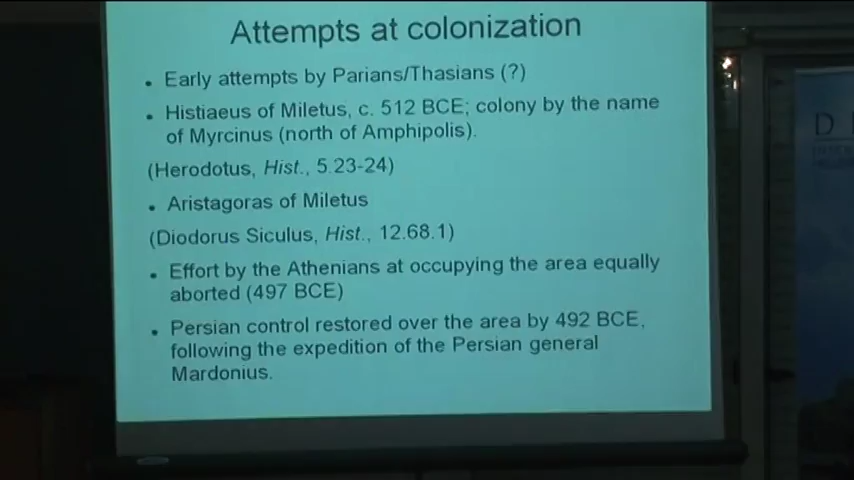 Attempts at colonization
• Early attempts by Parians/Thasians (?)
• Histiaeus of Miletus, c. 512 BCE; colony by the name
of Myrcinus (north of Amphipolis).
(Herodotus, Hist., 5.23-24)
• Aristagoras of Miletus
(Diodorus Siculus, Hist., 12.68.1)
• Effort by the Athenians at occupying the area equally
aborted (497 BCE)
• Persian control restored over the area by 492 BCE,
following the expedition of the Persian general
Mardonius.
D